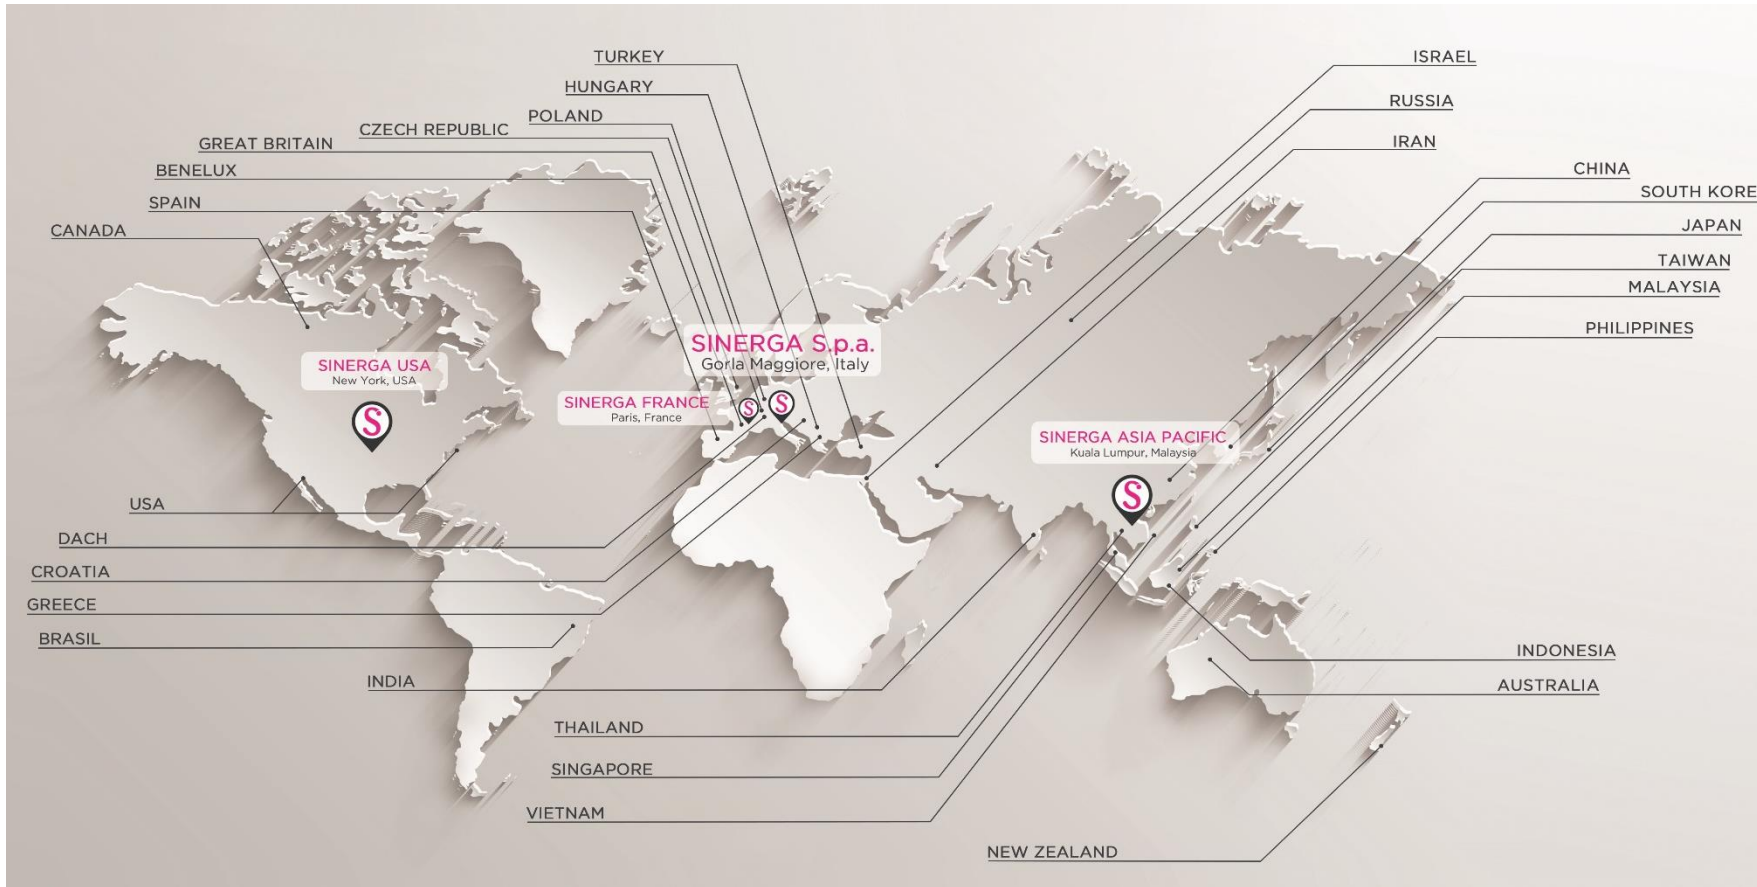 TURKEY
HUNGARY
POLAND
CZECH REPUBLIC
GREAT BRITAIN
BENELUX
SPAIN
CANADA
ISRAEL
RUSSIA
IRAN
CHINA
SOUTH KORE
JAPAN
TAIWAN
MALAYSIA
PHILIPPINES
SINERGA USA
New York, USA
S
SINERGA S.p.a.
Gorla Maggiore, Italy
S
SINERGA FRANCE
Paris, France
S
SINERGA ASIA PACIFIC
Kuala Lumpur, Malaysia
S
USA
DACH
CROATIA
GREECE
BRASIL
INDIA
THAILAND
SINGAPORE
VIETNAM
NEW ZEALAND
INDONESIA
AUSTRALIA